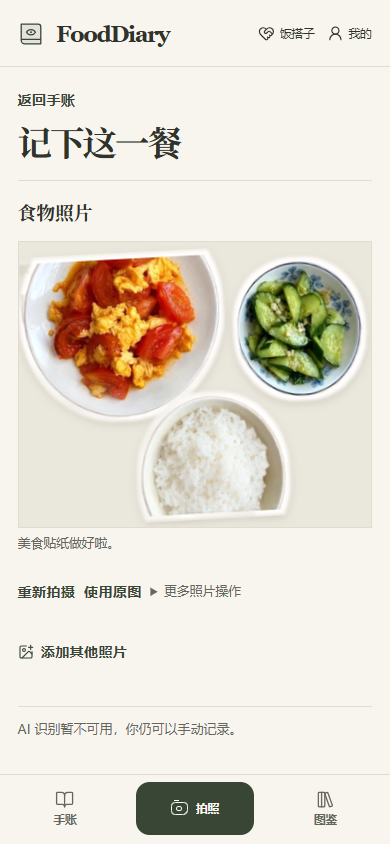 FoodDiary
饭搭子
我的
返回手账
记下这一餐
食物照片
美食贴纸做好啦。
重新拍摄 使用原图 ▶ 更多照片操作
添加其他照片
AI 识别暂不可用，你仍可以手动记录。
手账
拍照
图鉴